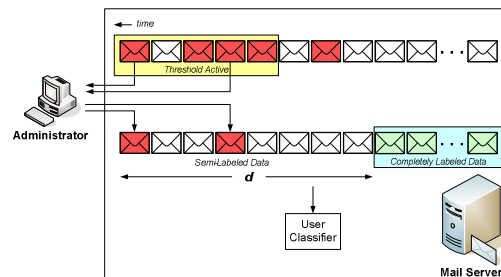 time
Threshold Active
Administrator
Semi-Labeled Data
Completely Labeled Data
d
User
Classifier
Mail Server